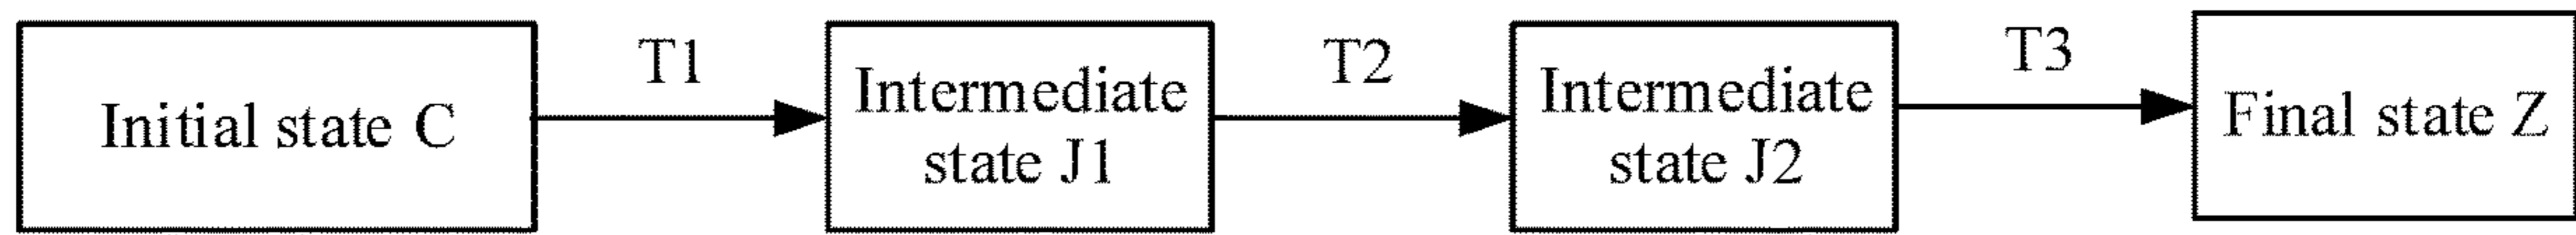 Initial state C
T1
Intermediate
state J1
T2
Intermediate
state J2
T3
Final state Z